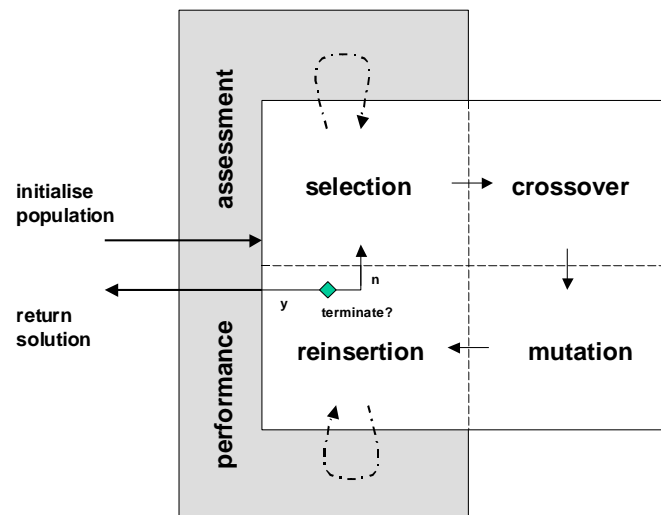 assessment
selection
crossover
initialise
population
n
y
terminate?
return
solution
reinsertion
mutation
performance